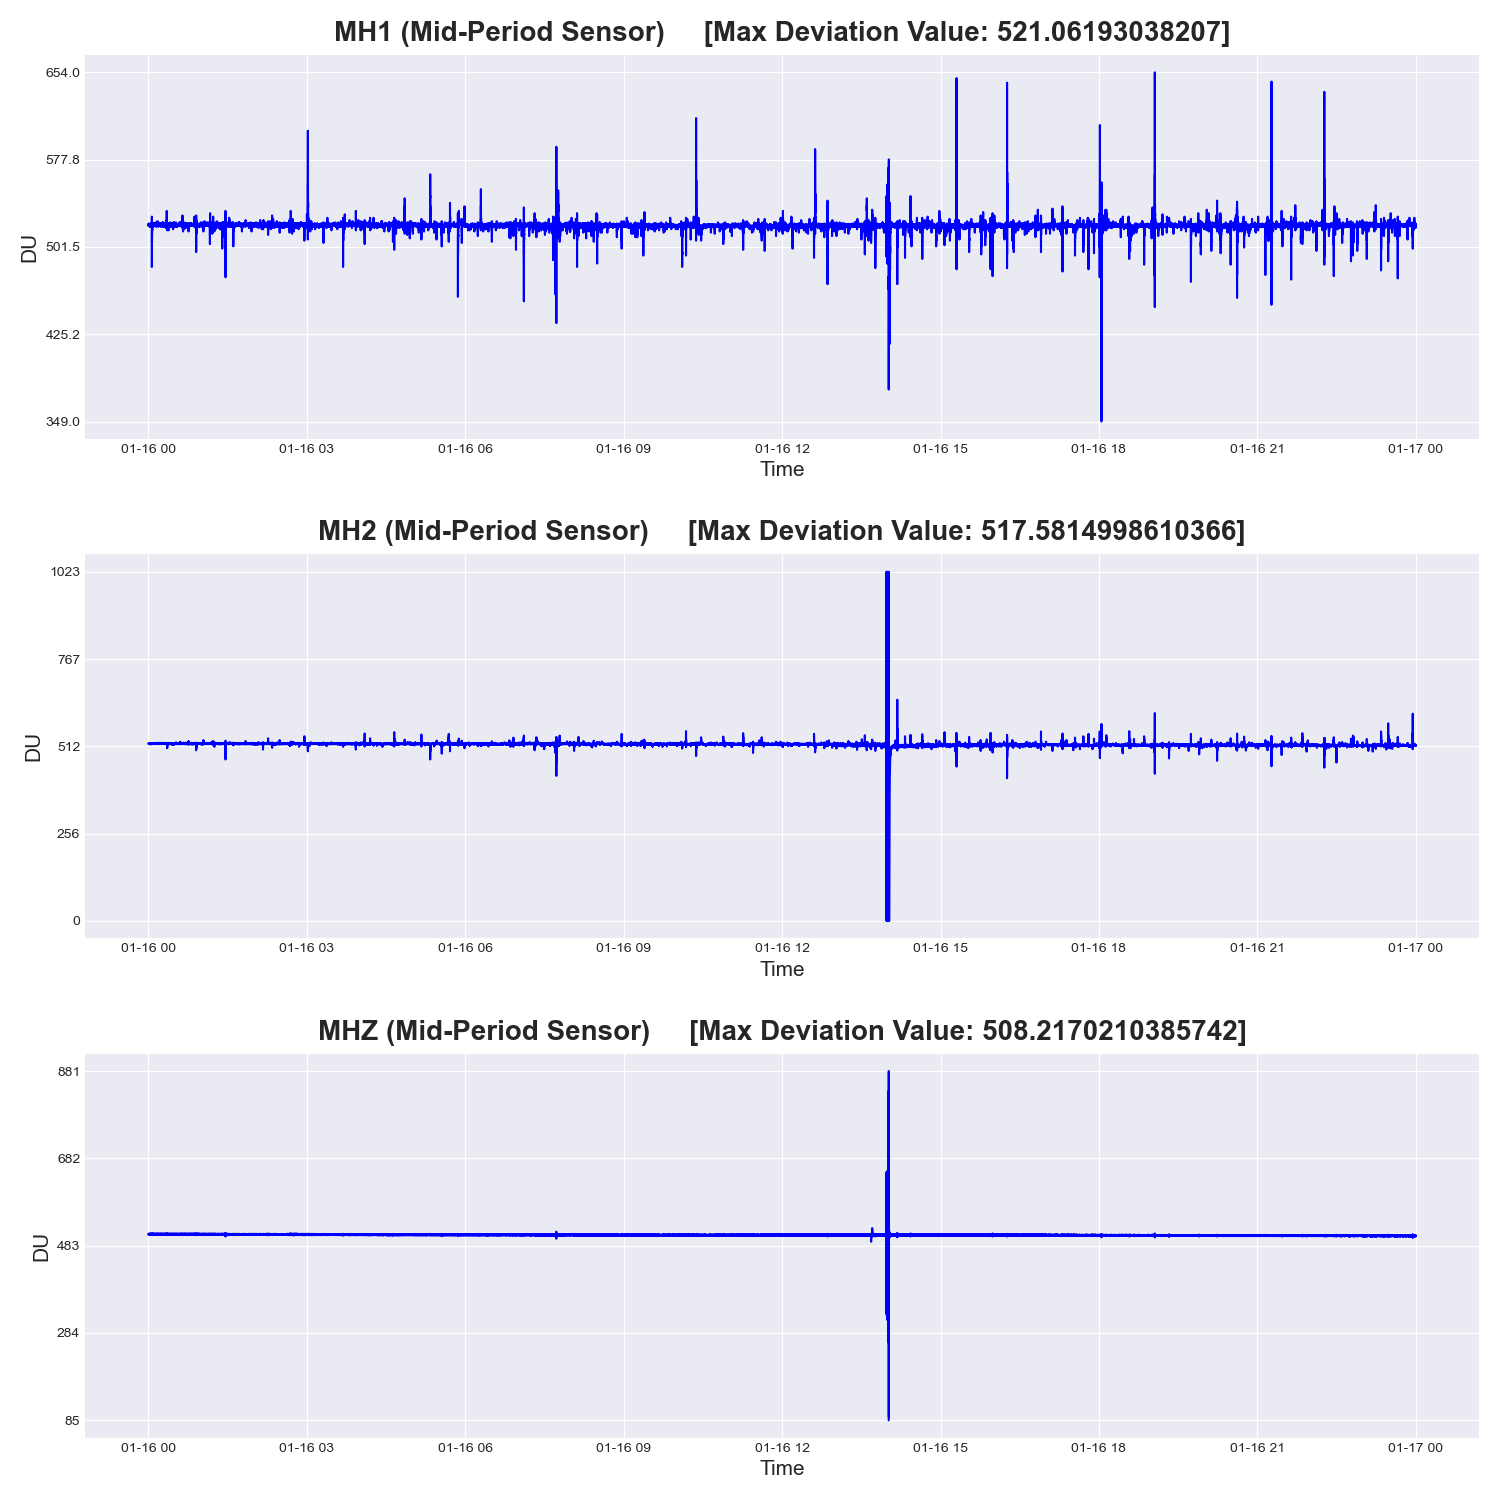 MH1 (Mid-Period Sensor) [Max Deviation Value: 521.06193038207]
654.0
577.8
501.5
425.2
349.0
DU
01-16 00 01-16 03 01-16 06 01-16 09 01-16 12 01-16 15 01-16 18 01-16 21 01-17 00
Time
MH2 (Mid-Period Sensor) [Max Deviation Value: 517.5814998610366]
1023
767
512
256
0
DU
01-16 00 01-16 03 01-16 06 01-16 09 01-16 12 01-16 15 01-16 18 01-16 21 01-17 00
Time
MHZ (Mid-Period Sensor) [Max Deviation Value: 508.2170210385742]
881
682
483
284
85
DU
01-16 00 01-16 03 01-16 06 01-16 09 01-16 12 01-16 15 01-16 18 01-16 21 01-17 00
Time